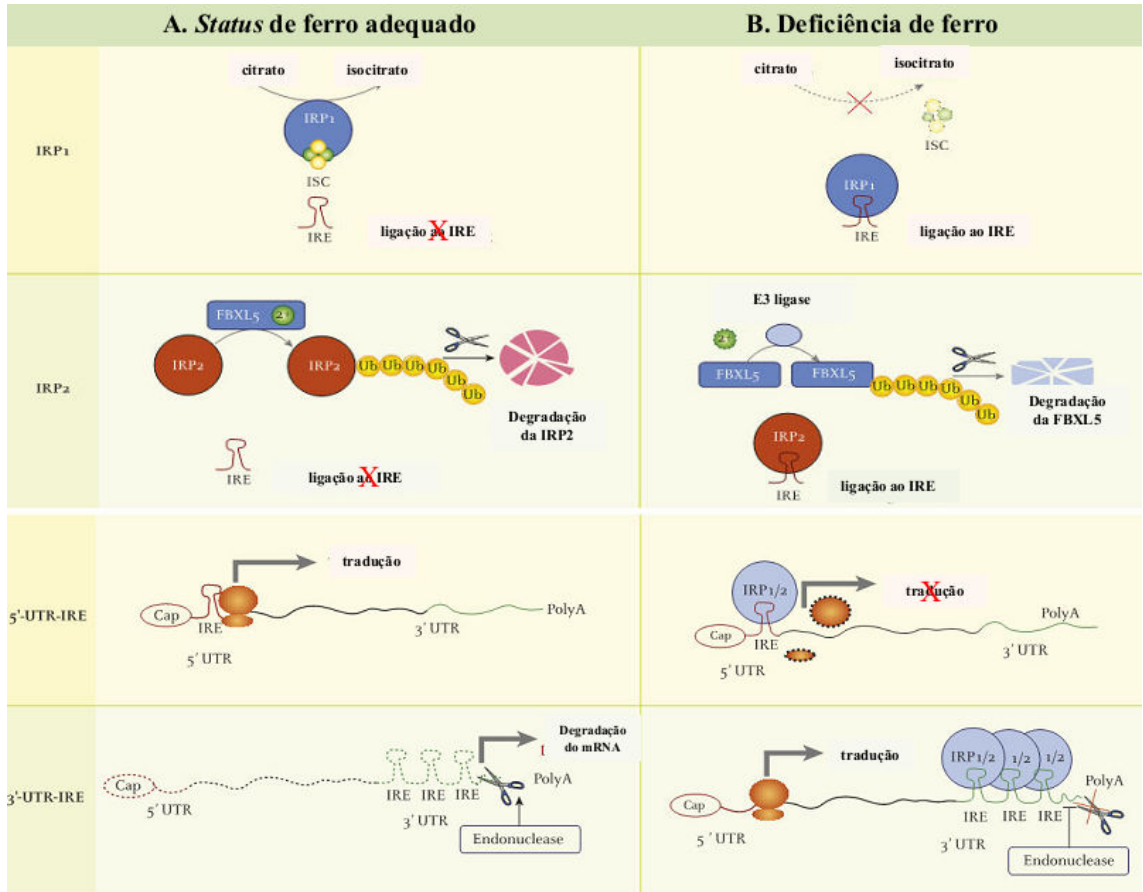 A. Status de ferro adequado
B. Deficiência de ferro
IRP1
citrato
isocitrato
IRP1
ISC
IRE
ligação ao IRE
X
citrato
isocitrato
ISC
IRP1
IRE
ligação ao IRE
IRP2
FBXL5
2+
IRP2
IRP2
Ub Ub Ub Ub Ub Ub
Degradação
da IRP2
IRE
ligação ao IRE
X
E3 ligase
2+
FBXL5
FBXL5
Ub Ub Ub Ub Ub Ub
Degradação
da FBXL5
IRP2
IRE
ligação ao IRE
5'-UTR-IRE
tradução
Cap
IRE
5' UTR
3' UTR
PolyA
IRP1/2
tradução
X
Cap
IRE
5' UTR
3' UTR
PolyA
3'-UTR-IRE
Degradação
do mRNA
Cap
5' UTR
IRE IRE IRE
3' UTR
PolyA
Endonuclease
tradução
IRP1/2 1/2 1/2
Cap
5 ' UTR
IRE IRE IRE
3' UTR
PolyA
Endonuclease